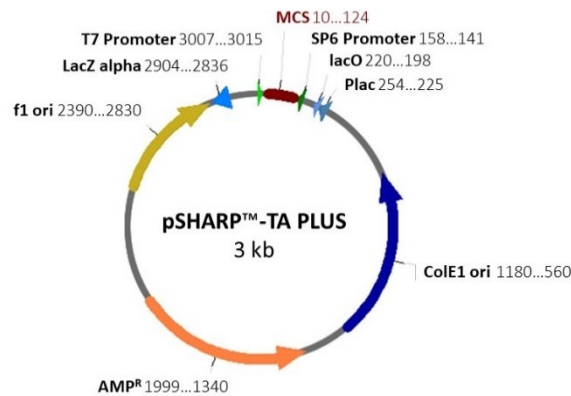 MCS 10...124
T7 Promoter 3007...3015
SP6 Promoter 158...141
LacZ alpha 2904...2836
lacO 220...198
Plac 254...225
f1 ori 2390...2830
pSHARP™-TA PLUS
3 kb
ColE1 ori 1180...560
AMPᴿ 1999...1340